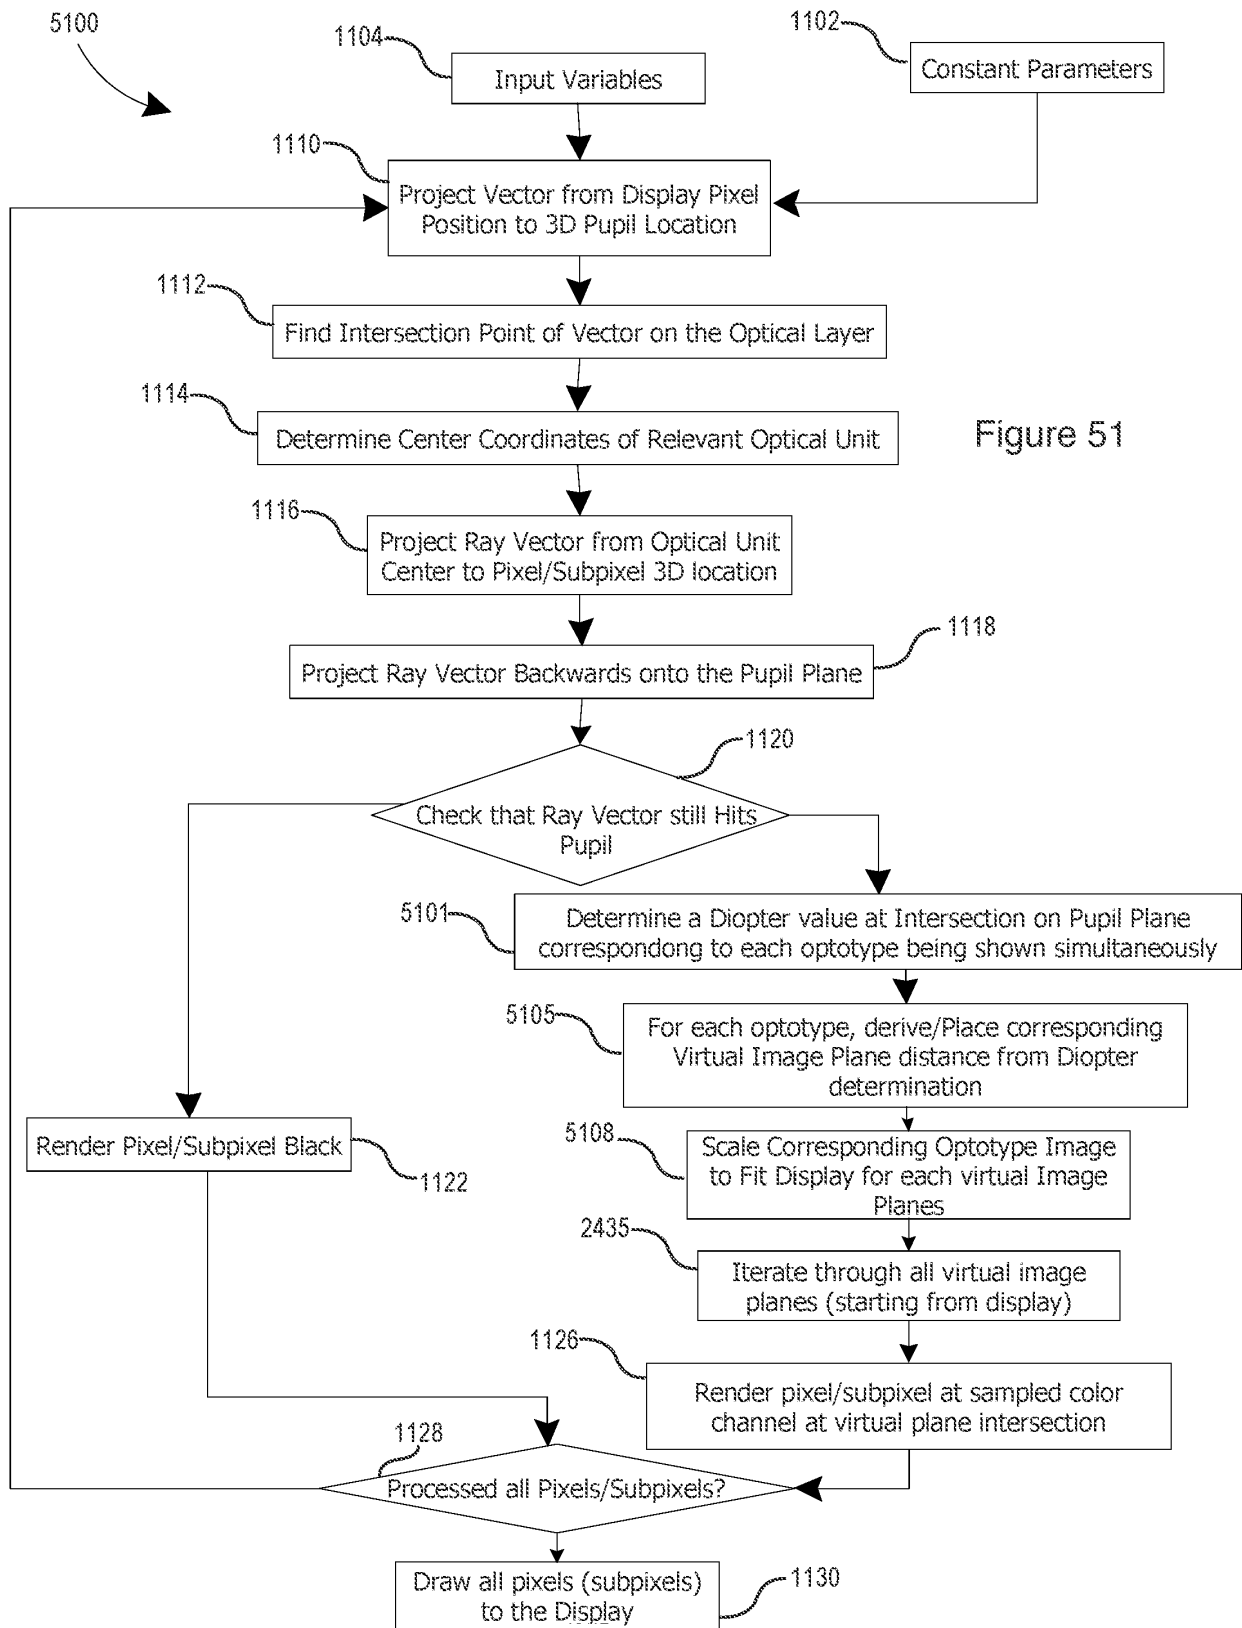 5100
1104
1102
Input Variables
Constant Parameters
1110
Project Vector from Display Pixel
Position to 3D Pupil Location
1112
Find Intersection Point of Vector on the Optical Layer
1114
Determine Center Coordinates of Relevant Optical Unit
Figure 51
1116
Project Ray Vector from Optical Unit
Center to Pixel/Subpixel 3D location
1118
Project Ray Vector Backwards onto the Pupil Plane
1120
Check that Ray Vector still Hits
Pupil
5101
Determine a Diopter value at Intersection on Pupil Plane
correspondong to each optotype being shown simultaneously
5105
For each optotype, derive/Place corresponding
Virtual Image Plane distance from Diopter
determination
Render Pixel/Subpixel Black
1122
5108
Scale Corresponding Optotype Image
to Fit Display for each virtual Image
Planes
2435
Iterate through all virtual image
planes (starting from display)
1126
Render pixel/subpixel at sampled color
channel at virtual plane intersection
1128
Processed all Pixels/Subpixels?
Draw all pixels (subpixels)
to the Display
1130